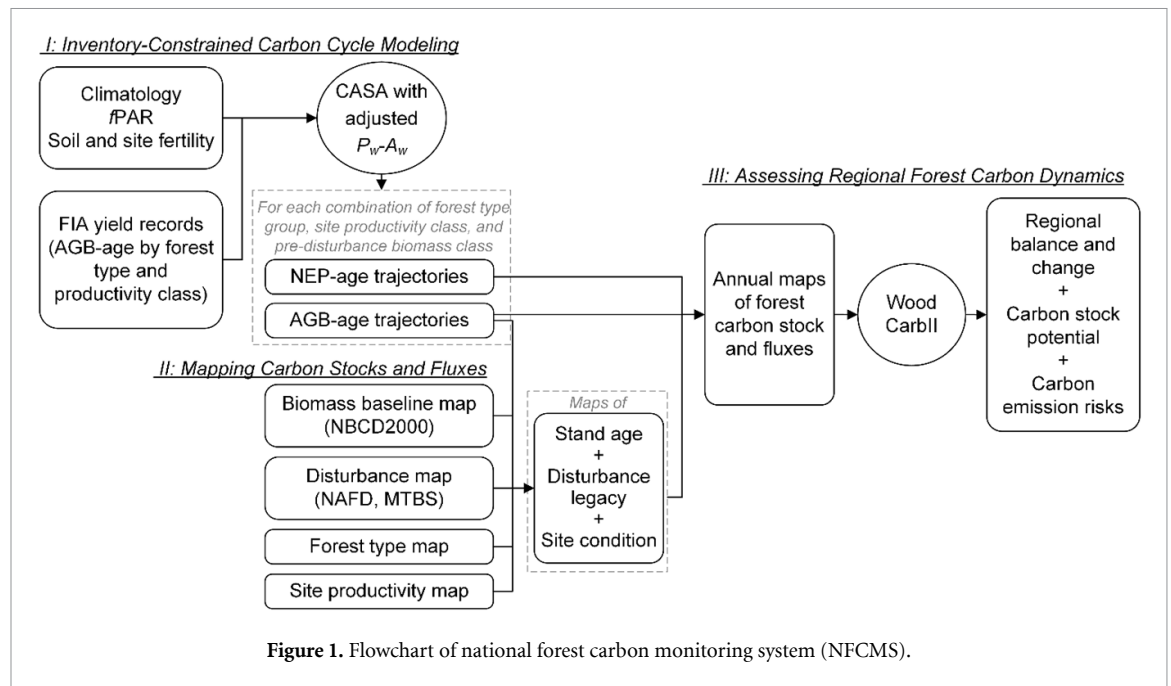 I: Inventory-Constrained Carbon Cycle Modeling
Climatology
fPAR
Soil and site fertility
CASA with
adjusted
Pw-Aw
FIA yield records
(AGB-age by forest
type and
productivity class)
For each combination of forest type
group, site productivity class, and
pre-disturbance biomass class
NEP-age trajectories
AGB-age trajectories
II: Mapping Carbon Stocks and Fluxes
Biomass baseline map
(NBCD2000)
Disturbance map
(NAFD, MTBS)
Forest type map
Site productivity map
Maps of
Stand age
+
Disturbance
legacy
+
Site condition
III: Assessing Regional Forest Carbon Dynamics
Annual maps
of forest
carbon stock
and fluxes
Wood
CarbII
Regional
balance and
change
+
Carbon stock
potential
+
Carbon
emission risks
Figure 1. Flowchart of national forest carbon monitoring system (NFCMS).